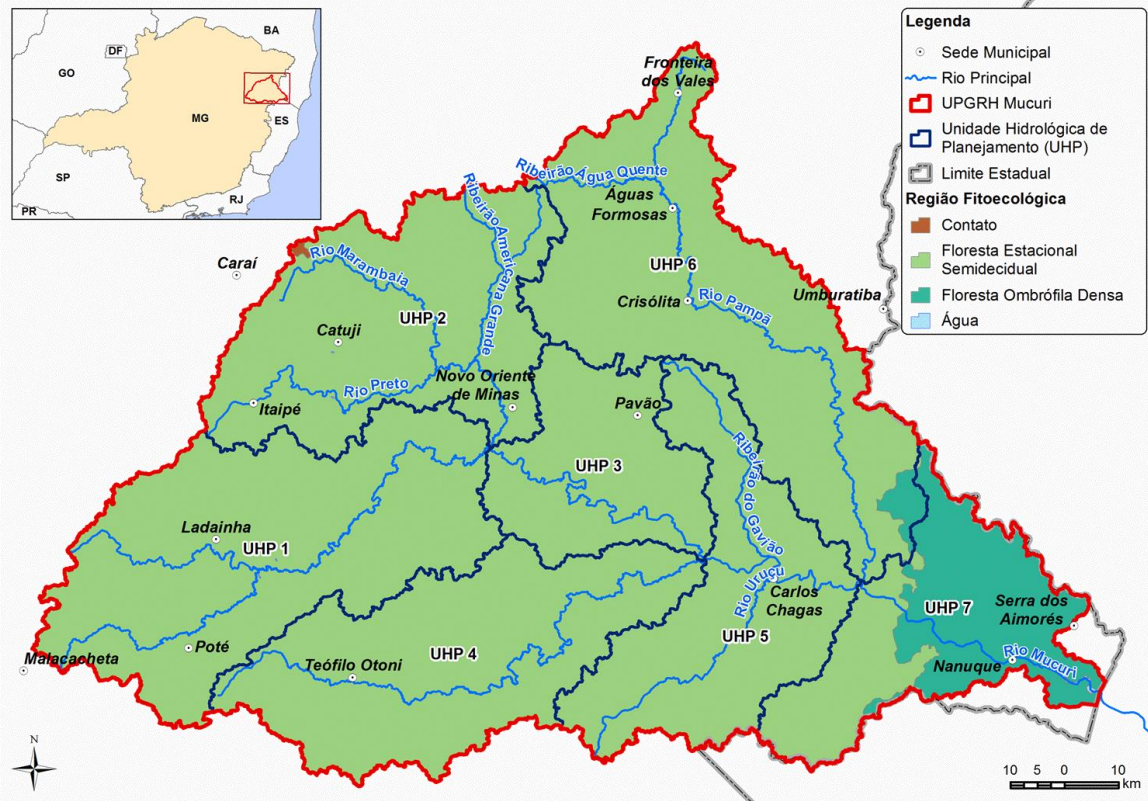 BA
DF
GO
MG
ES
SP
RJ
PR
Legenda
Sede Municipal
Rio Principal
UPGRH Mucuri
Unidade Hidrológica de
Planejamento (UHP)
Limite Estadual
Região Fitoecológica
Contato
Floresta Estacional
Semidecidual
Floresta Ombrófila Densa
Água
Fronteira
dos Vales
Ribeirão Água Quente
Águas
Formosas
Ribeirão Americana Grande
Caraí
Rio Marambaia
UHP 6
Crisólita
Rio Pampã
Umburatiba
UHP 2
Catuji
Novo Oriente
de Minas
Rio Preto
Itaipé
Pavão
UHP 3
Ribeirão do Gavião
Ladainha
UHP 1
Rio Uruçu
Carlos
Chagas
UHP 7
Serra dos
Aimorés
UHP 5
Poté
Malacacheta
Teófilo Otoni
UHP 4
Nanuque
Rio Mucuri
N
10 5 0 10
km